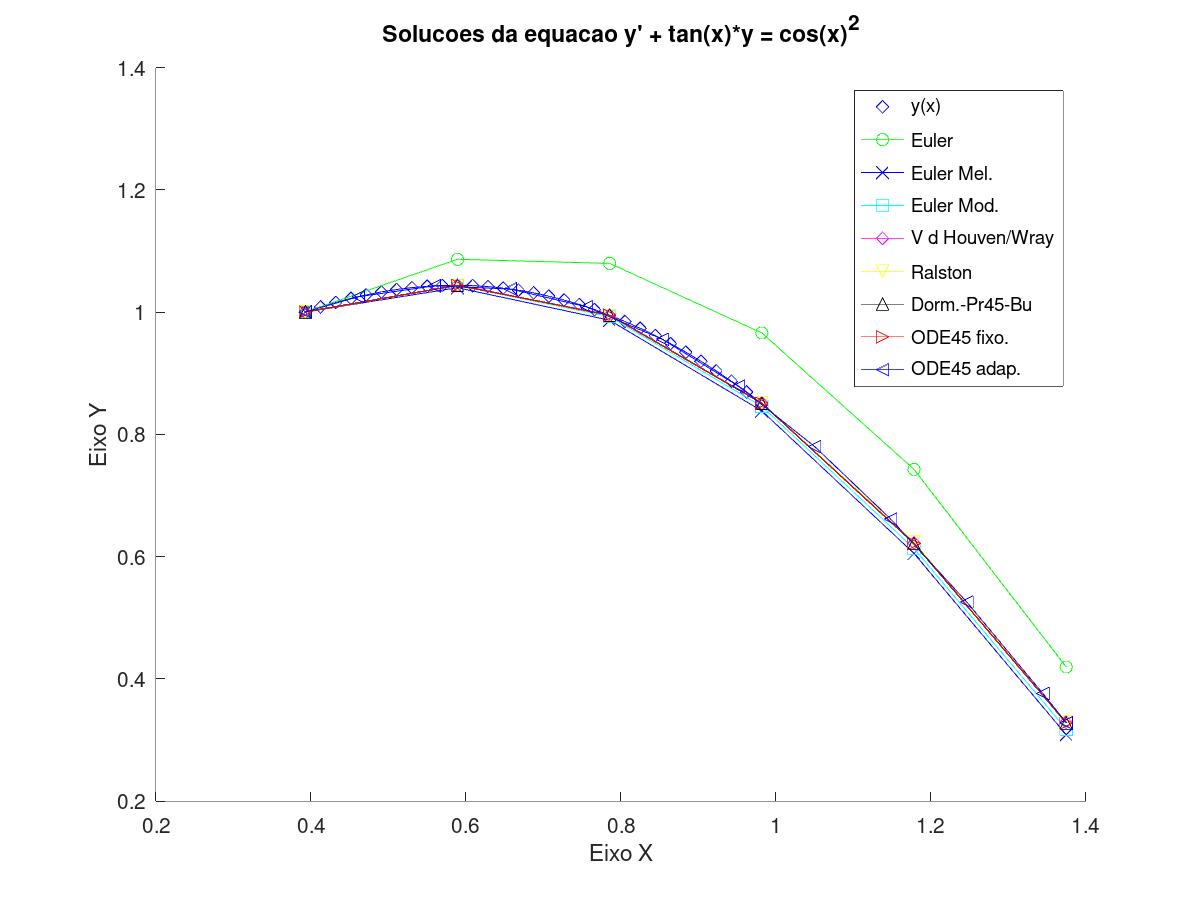 Solucoes da equacao y' + tan(x)*y = cos(x)^2
1.4
1.2
1
0.8
0.6
0.4
0.2
Eixo Y
0.2 0.4 0.6 0.8 1 1.2 1.4
Eixo X
y(x)
Euler
Euler Mel.
Euler Mod.
V d Houven/Wray
Ralston
Dorm.-Pr45-Bu
ODE45 fixo.
ODE45 adap.